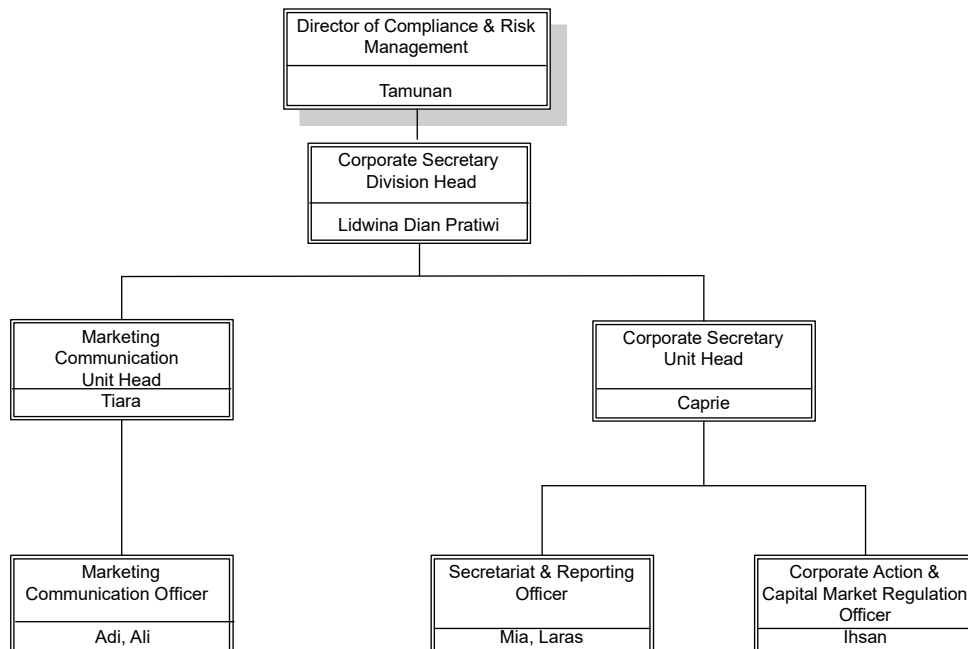 Director of Compliance & Risk
Management
Tamunan
Corporate Secretary
Division Head
Lidwina Dian Pratiwi
Marketing
Communication
Unit Head
Tiara
Corporate Secretary
Unit Head
Caprie
Marketing
Communication Officer
Adi, Ali
Secretariat & Reporting
Officer
Mia, Laras
Corporate Action &
Capital Market Regulation
Officer
Ihsan